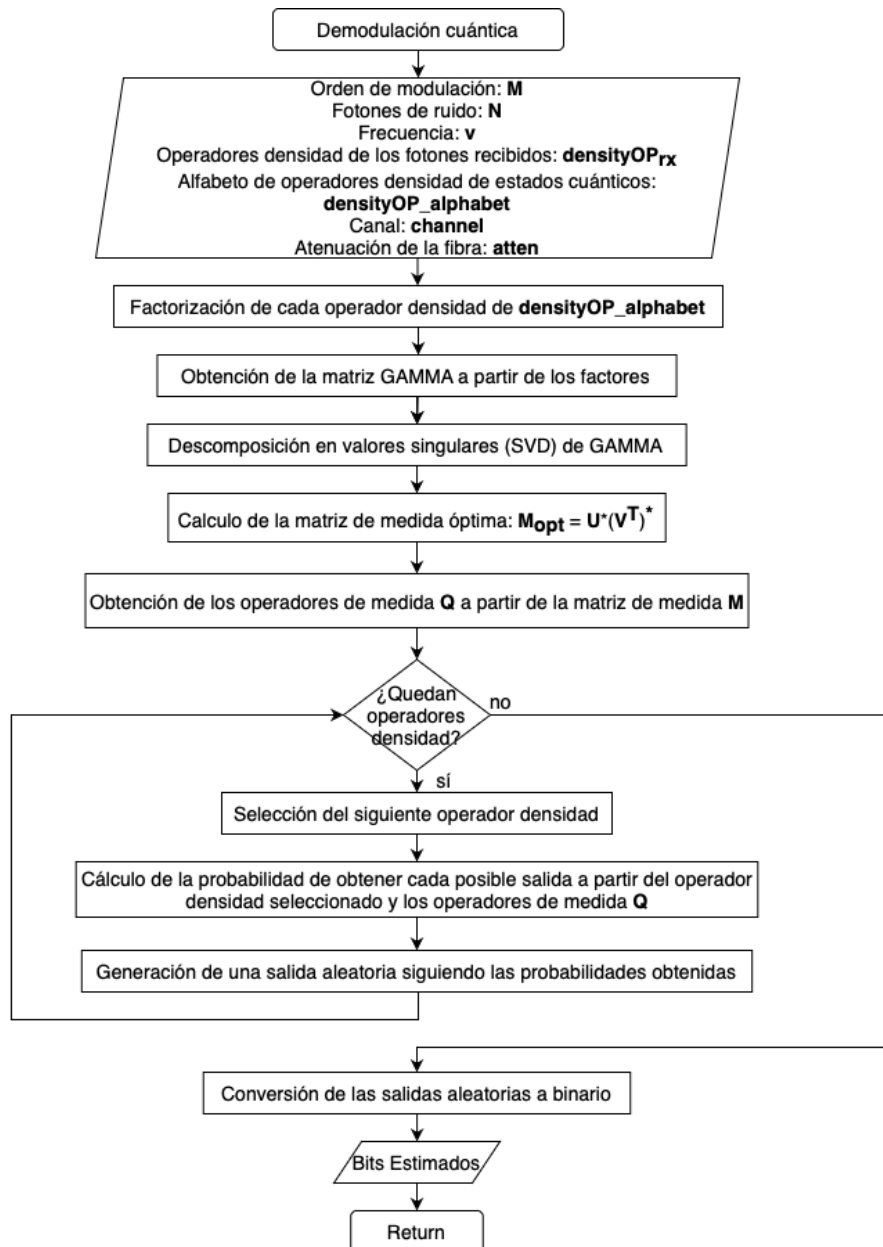 Demodulación cuántica
Orden de modulación: M
Fotones de ruido: N
Frecuencia: v
Operadores densidad de los fotones recibidos: densityOPrx
Alfabeto de operadores densidad de estados cuánticos:
densityOP_alphabet
Canal: channel
Atenuación de la fibra: atten
Factorización de cada operador densidad de densityOP_alphabet
Obtención de la matriz GAMMA a partir de los factores
Descomposición en valores singulares (SVD) de GAMMA
Calculo de la matriz de medida óptima: Mopt = U*(V^T)^*
Obtención de los operadores de medida Q a partir de la matriz de medida M
¿Quedan
operadores
densidad?
no
sí
Selección del siguiente operador densidad
Cálculo de la probabilidad de obtener cada posible salida a partir del operador
densidad seleccionado y los operadores de medida Q
Generación de una salida aleatoria siguiendo las probabilidades obtenidas
Conversión de las salidas aleatorias a binario
Bits Estimados
Return